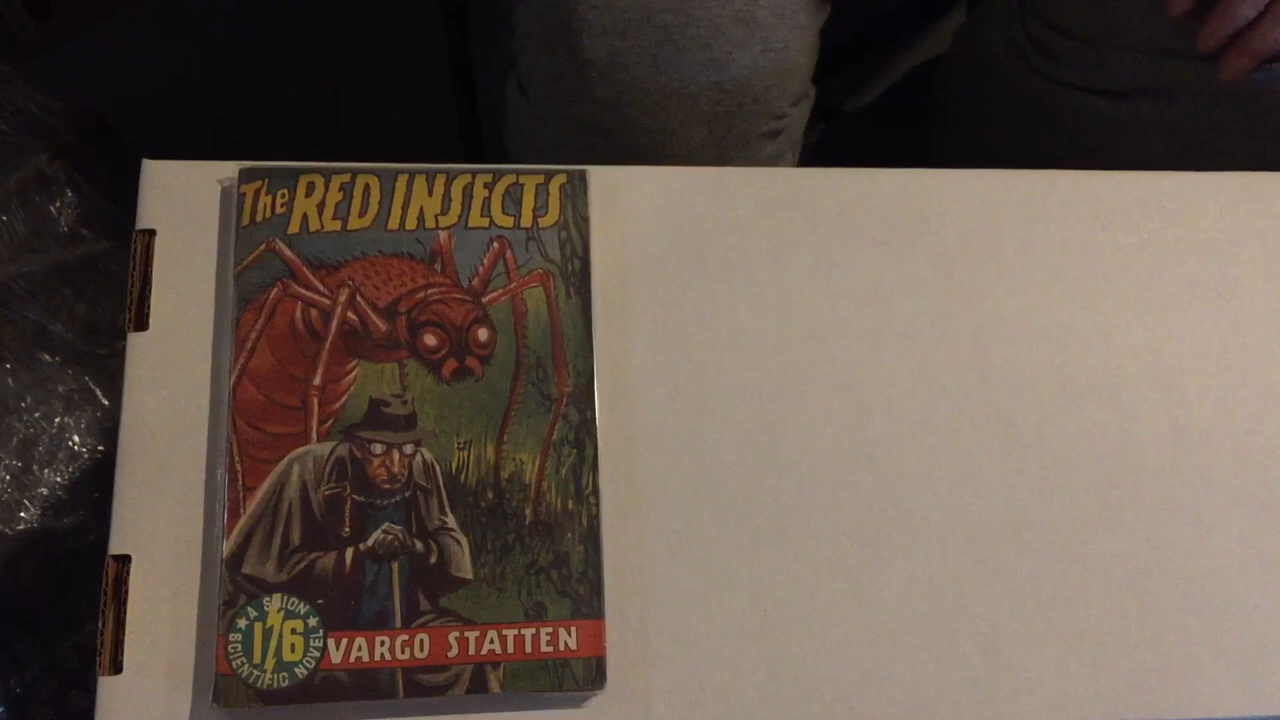 The RED INSECTS
A SCION
1/6
SCIENTIFIC NOVEL
VARGO STATTEN